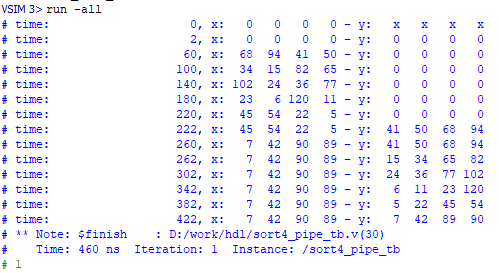 VSIM 3> run -all
# time:                    0, x:   0   0   0   0 - y:   x   x   x   x
# time:                    2, x:   0   0   0   0 - y:   0   0   0   0
# time:                   60, x:  68  94  41  50 - y:   0   0   0   0
# time:                  100, x:  34  15  82  65 - y:   0   0   0   0
# time:                  140, x: 102  24  36  77 - y:   0   0   0   0
# time:                  180, x:  23   6 120  11 - y:   0   0   0   0
# time:                  220, x:  45  54  22   5 - y:   0   0   0   0
# time:                  222, x:  45  54  22   5 - y:  41  50  68  94
# time:                  260, x:   7  42  90  89 - y:  41  50  68  94
# time:                  262, x:   7  42  90  89 - y:  15  34  65  82
# time:                  302, x:   7  42  90  89 - y:  24  36  77 102
# time:                  342, x:   7  42  90  89 - y:   6  11  23 120
# time:                  382, x:   7  42  90  89 - y:   5  22  45  54
# time:                  422, x:   7  42  90  89 - y:   7  42  89  90
# ** Note: $finish    : D:/work/hdl/sort4_pipe_tb.v(30)
#    Time: 460 ns  Iteration: 1  Instance: /sort4_pipe_tb
# 1